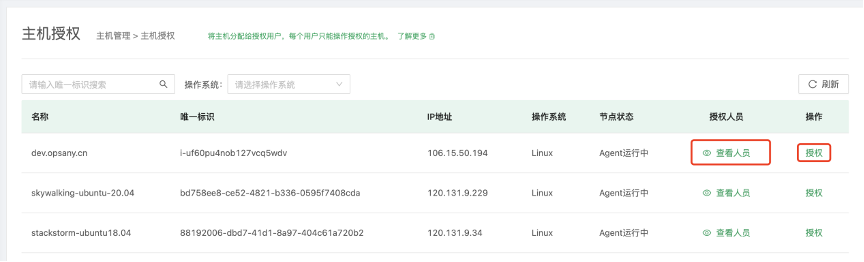 主机授权 主机管理 > 主机授权 将主机分配给授权用户，每个用户只能操作授权的主机。 了解更多
请输入唯一标识搜索 操作系统: 请选择操作系统 刷新
名称 唯一标识 IP地址 操作系统 节点状态 授权人员 操作
dev.opsany.cn i-uf60pu4nob127vcq5wdv 106.15.50.194 Linux Agent运行中 查看人员 授权
skywalking-ubuntu-20.04 bd758ee8-ce52-4821-b336-0595f7408cda 120.131.9.229 Linux Agent运行中 查看人员 授权
stackstorm-ubuntu18.04 88192006-dbd7-41d1-8a97-404c61a720b2 120.131.9.34 Linux Agent运行中 查看人员 授权